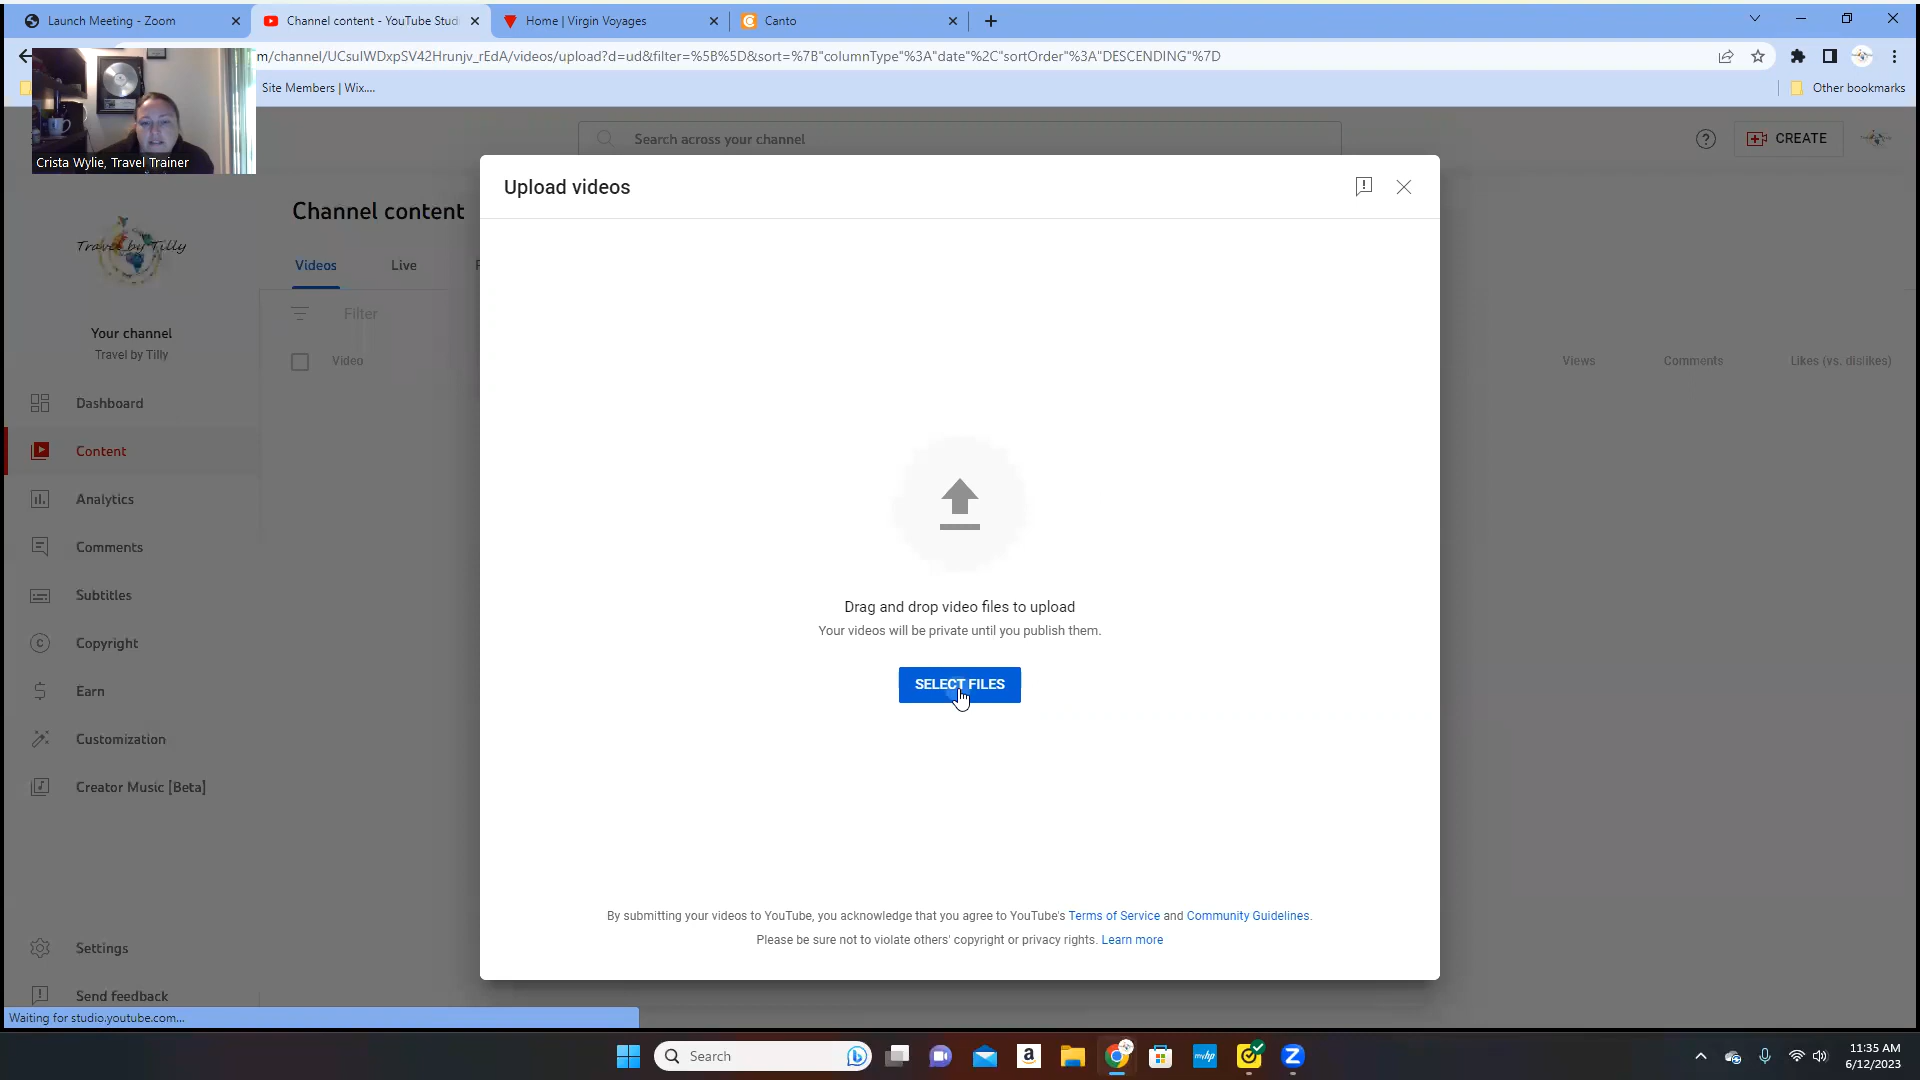 Launch Meeting - Zoom
Channel content - YouTube Stud
Home | Virgin Voyages
Canto
m/channel/UCsuIWDxpSV42Hrunjv_rEdA/videos/upload?d=ud&filter=%5B%5D&sort=%7B"columnType"%3A"date"%2C"sortOrder"%3A"DESCENDING"%7D
Site Members | Wix....
Other bookmarks
Crista Wylie, Travel Trainer
Search across your channel
CREATE
Upload videos
Travel by Tilly
Channel content
Videos
Live
Filter
Your channel
Travel by Tilly
Video
Views
Comments
Likes (vs. dislikes)
Dashboard
Content
Analytics
Comments
Subtitles
Copyright
Earn
Customization
Creator Music [Beta]
Drag and drop video files to upload
Your videos will be private until you publish them.
SELECT FILES
By submitting your videos to YouTube, you acknowledge that you agree to YouTube's Terms of Service and Community Guidelines.
Please be sure not to violate others' copyright or privacy rights. Learn more
Settings
Send feedback
Waiting for studio.youtube.com...
Search
11:35 AM
6/12/2023